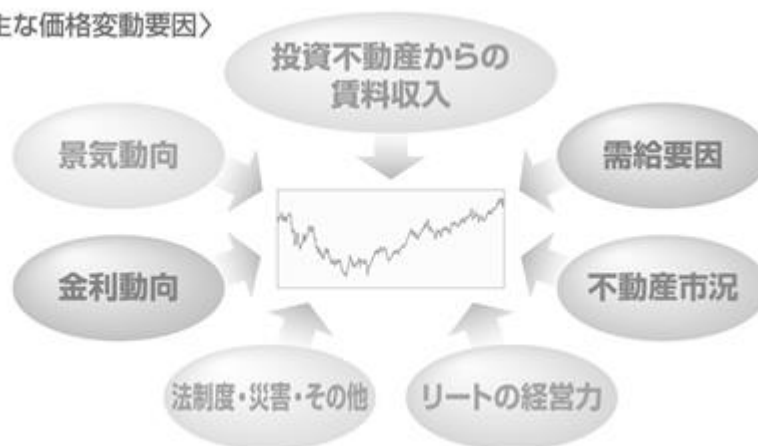 主な価格変動要因〉
投資不動産からの
賃料収入
景気動向
需給要因
金利動向
不動産市況
法制度・災害・その他
リートの経営力